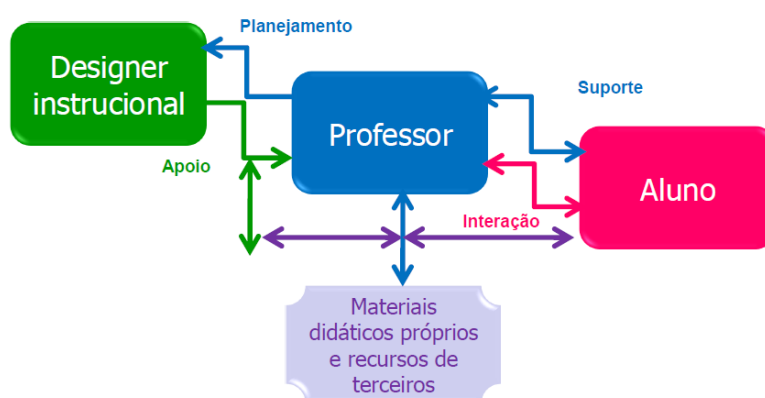 Planejamento
Designer
instrucional
Suporte
Professor
Apoio
Aluno
Interação
Materiais
didáticos próprios
e recursos de
terceiros